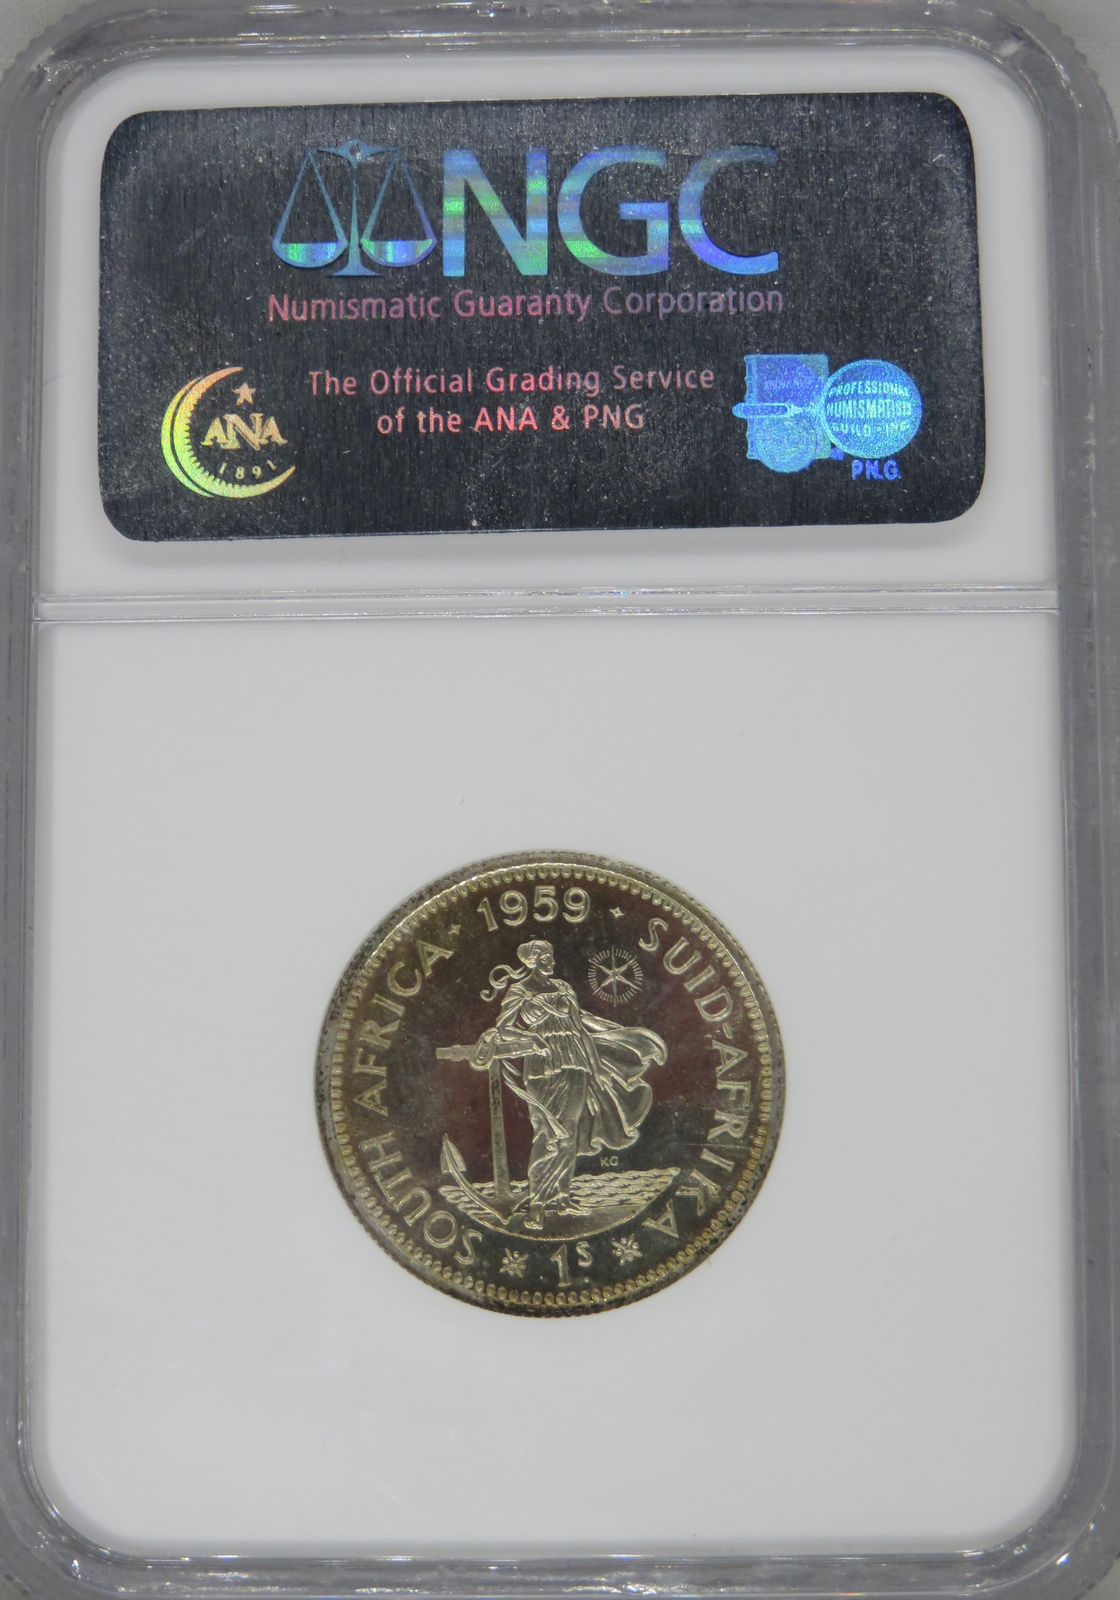 NGC
Numismatic Guaranty Corporation
The Official Grading Service
of the ANA & PNG
ANA
1891
PROFESSIONAL
NUMISMATISTS
GUILD - INC.
P.N.G.
SOUTH AFRICA · 1959 · SUID-AFRIKA
KG
1S